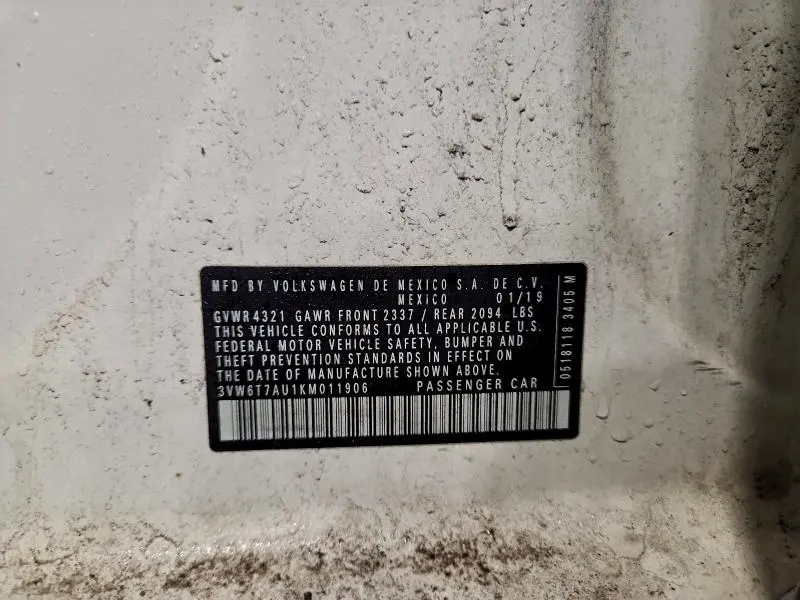 MFD BY VOLKSWAGEN DE MEXICO S.A. DE C.V.
MEXICO 01/19
GVWR 4321 GAWR FRONT 2337 / REAR 2094 LBS
THIS VEHICLE CONFORMS TO ALL APPLICABLE U.S.
FEDERAL MOTOR VEHICLE SAFETY, BUMPER AND
THEFT PREVENTION STANDARDS IN EFFECT ON
THE DATE OF MANUFACTURE SHOWN ABOVE.
3VW6T7AU1KM011906 PASSENGER CAR
0518118 3405 M